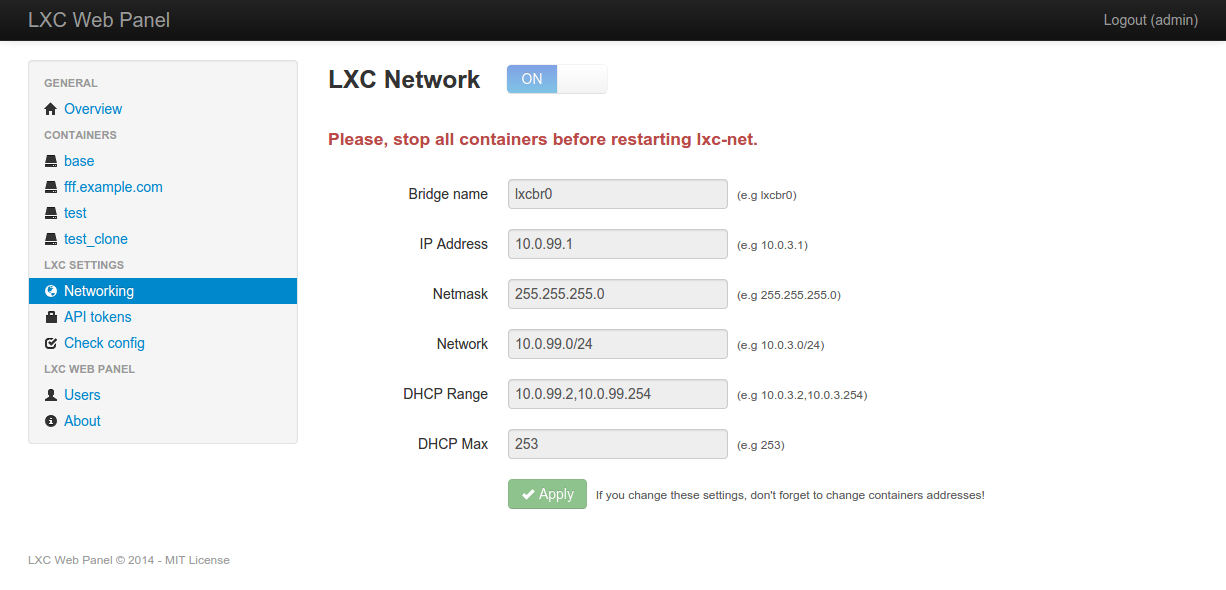 LXC Web Panel
Logout (admin)
GENERAL
Overview
CONTAINERS
base
fff.example.com
test
test_clone
LXC SETTINGS
Networking
API tokens
Check config
LXC WEB PANEL
Users
About
LXC Network ON
Please, stop all containers before restarting lxc-net.
Bridge name lxcbr0 (e.g lxcbr0)
IP Address 10.0.99.1 (e.g 10.0.3.1)
Netmask 255.255.255.0 (e.g 255.255.255.0)
Network 10.0.99.0/24 (e.g 10.0.3.0/24)
DHCP Range 10.0.99.2,10.0.99.254 (e.g 10.0.3.2,10.0.3.254)
DHCP Max 253 (e.g 253)
Apply If you change these settings, don't forget to change containers addresses!
LXC Web Panel © 2014 - MIT License